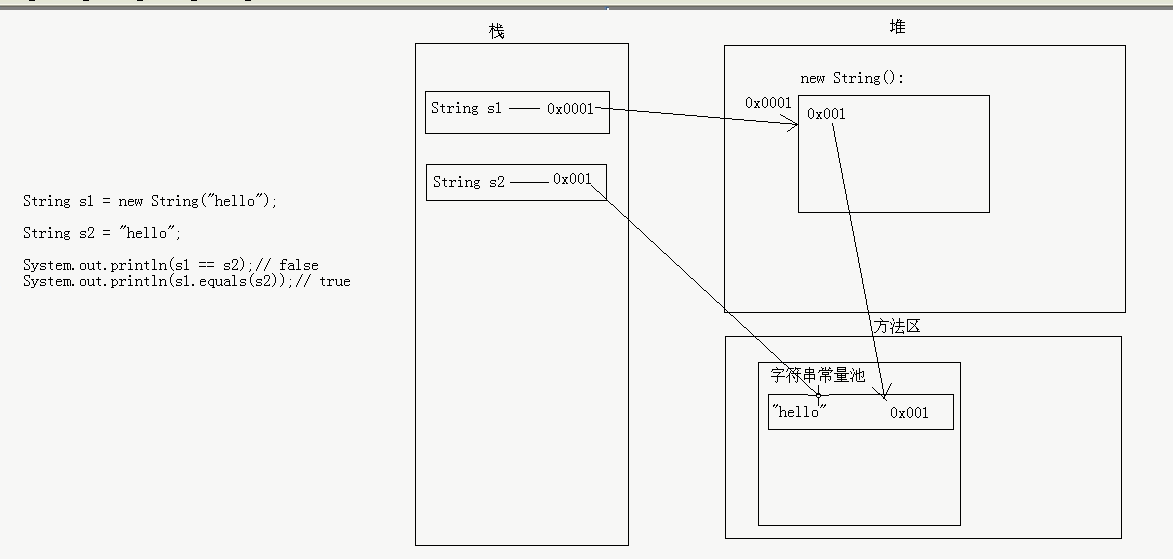 栈
堆
String s1
0x0001
new String():
0x0001
0x001
String s2
0x001
String s1 = new String("hello");
String s2 = "hello";
System.out.println(s1 == s2);// false
System.out.println(s1.equals(s2));// true
方法区
字符串常量池
"hello"
0x001